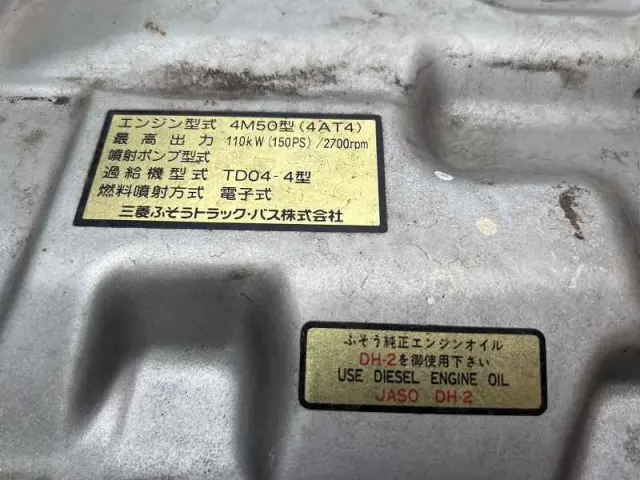 エンジン型式 4M50型(4AT4)
最高出力 110kW(150PS)/2700rpm
噴射ポンプ型式
過給機型式 TD04-4型
燃料噴射方式 電子式
三菱ふそうトラック・バス株式会社
ふそう純正エンジンオイル
DH-2を御使用下さい
USE DIESEL ENGINE OIL
JASO DH-2